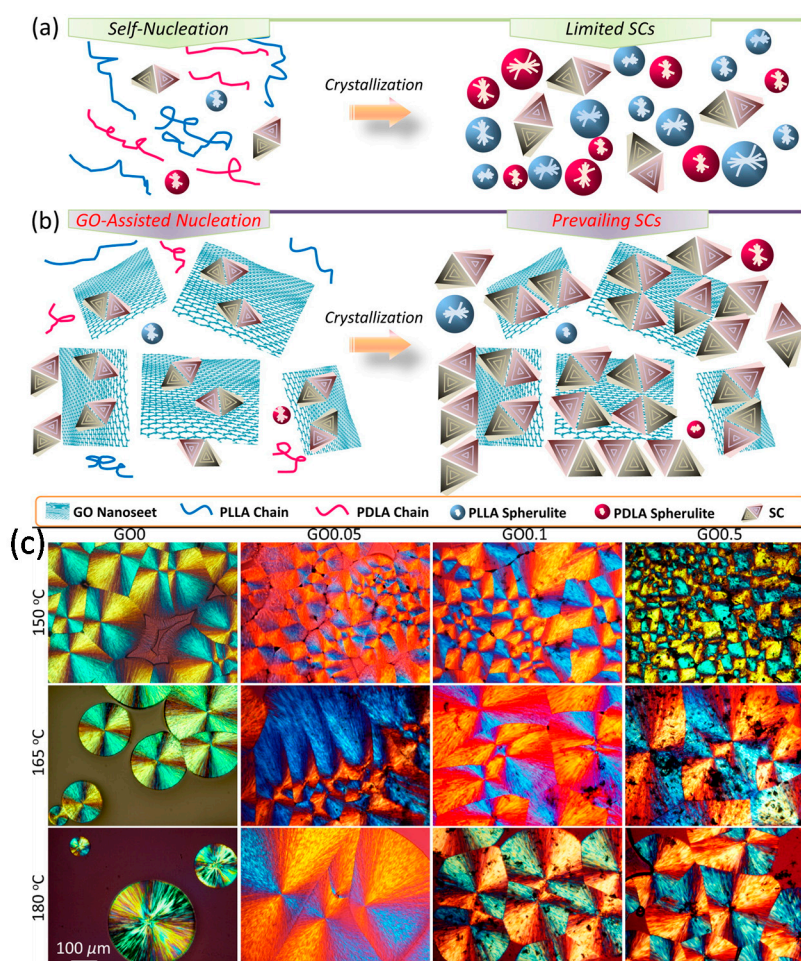 (a) Self-Nucleation Limited SCs
Crystallization
(b) GO-Assisted Nucleation Prevailing SCs
Crystallization
GO Nanoseet PLLA Chain PDLA Chain PLLA Spherulite PDLA Spherulite SC
(c) GO0 GO0.05 GO0.1 GO0.5
150 °C
165 °C
180 °C
100 μm